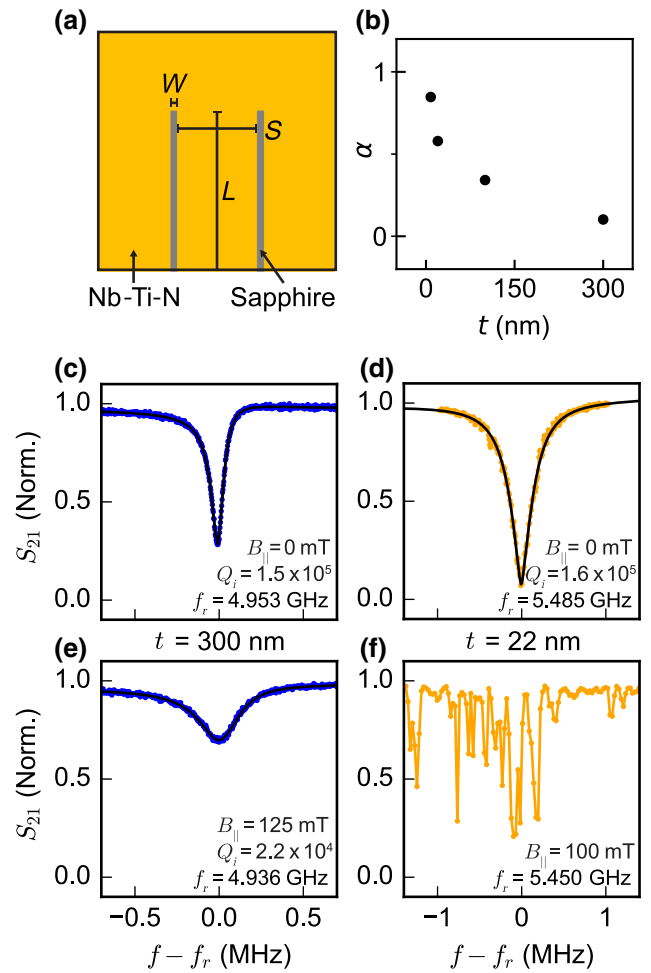 (a)
W
S
L
Nb-Ti-N
Sapphire
(b)
1
α
0
0
150
300
t (nm)
(c)
1.0
S21 (Norm.)
0.5
0.0
B|| = 0 mT
Qi = 1.5 x 10^5
fr = 4.953 GHz
(d)
1.0
0.5
0.0
B|| = 0 mT
Qi = 1.6 x 10^5
fr = 5.485 GHz
(e)
t = 300 nm
1.0
S21 (Norm.)
0.5
0.0
B|| = 125 mT
Qi = 2.2 x 10^4
fr = 4.936 GHz
−0.5
0.0
0.5
f − fr (MHz)
(f)
t = 22 nm
1.0
0.5
0.0
B|| = 100 mT
fr = 5.450 GHz
−1
0
1
f − fr (MHz)